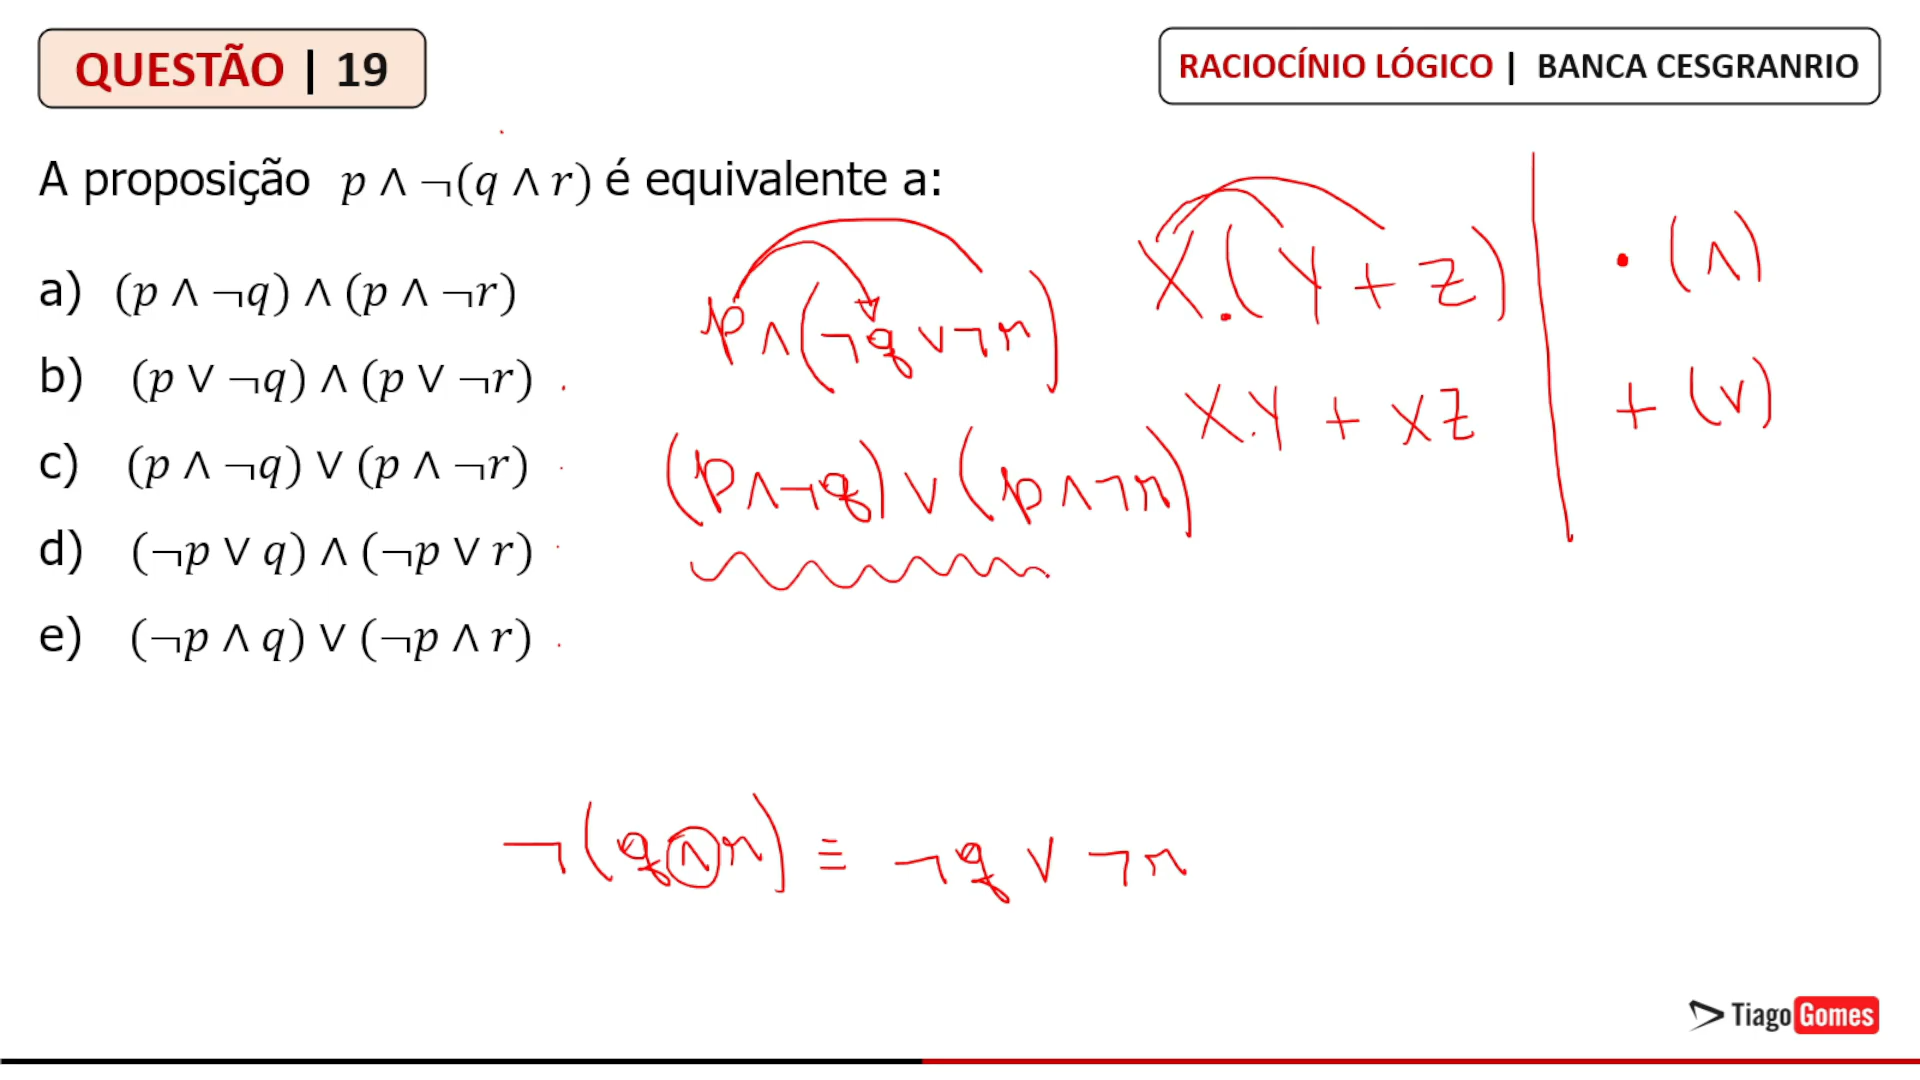 QUESTÃO | 19
RACIOCÍNIO LÓGICO | BANCA CESGRANRIO
A proposição p ∧ ¬(q ∧ r) é equivalente a:
a) (p ∧ ¬q) ∧ (p ∧ ¬r)
b) (p ∨ ¬q) ∧ (p ∨ ¬r)
c) (p ∧ ¬q) ∨ (p ∧ ¬r)
d) (¬p ∨ q) ∧ (¬p ∨ r)
e) (¬p ∧ q) ∨ (¬p ∧ r)
p ∧ (¬q ∨ ¬r)
(p ∧ ¬q) ∨ (p ∧ ¬r)
X.(Y + Z)
X.Y + XZ
• (∧)
+ (∨)
¬(q ∧ r) ≡ ¬q ∨ ¬r
Tiago Gomes